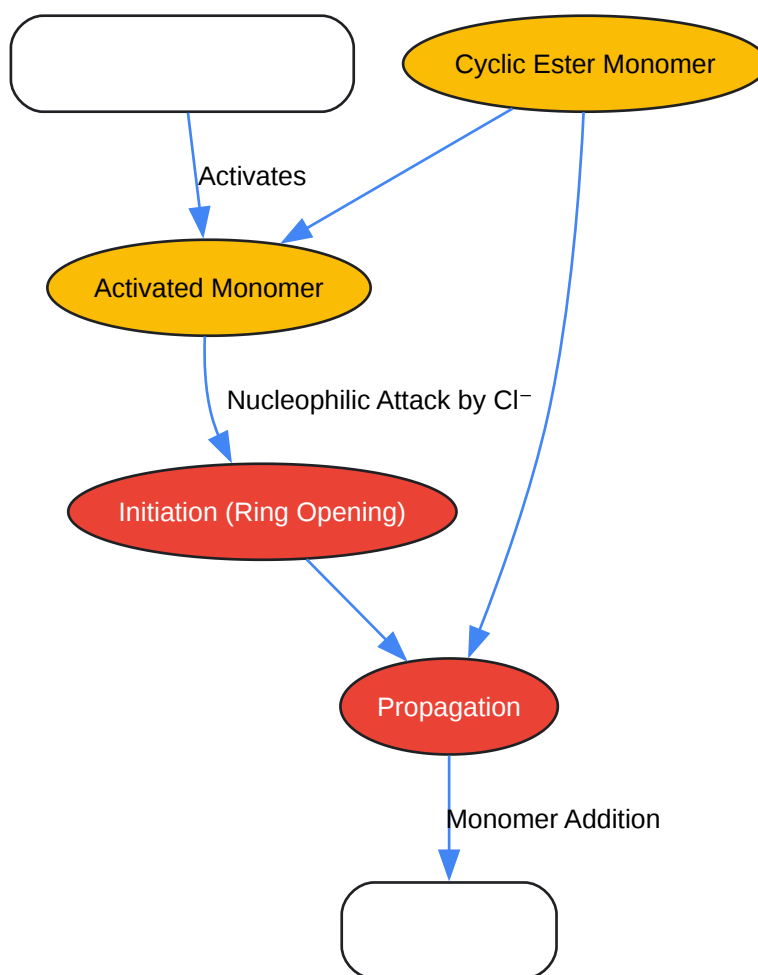 Cyclic Ester Monomer
Activates
Activated Monomer
Nucleophilic Attack by Cl⁻
Initiation (Ring Opening)
Propagation
Monomer Addition